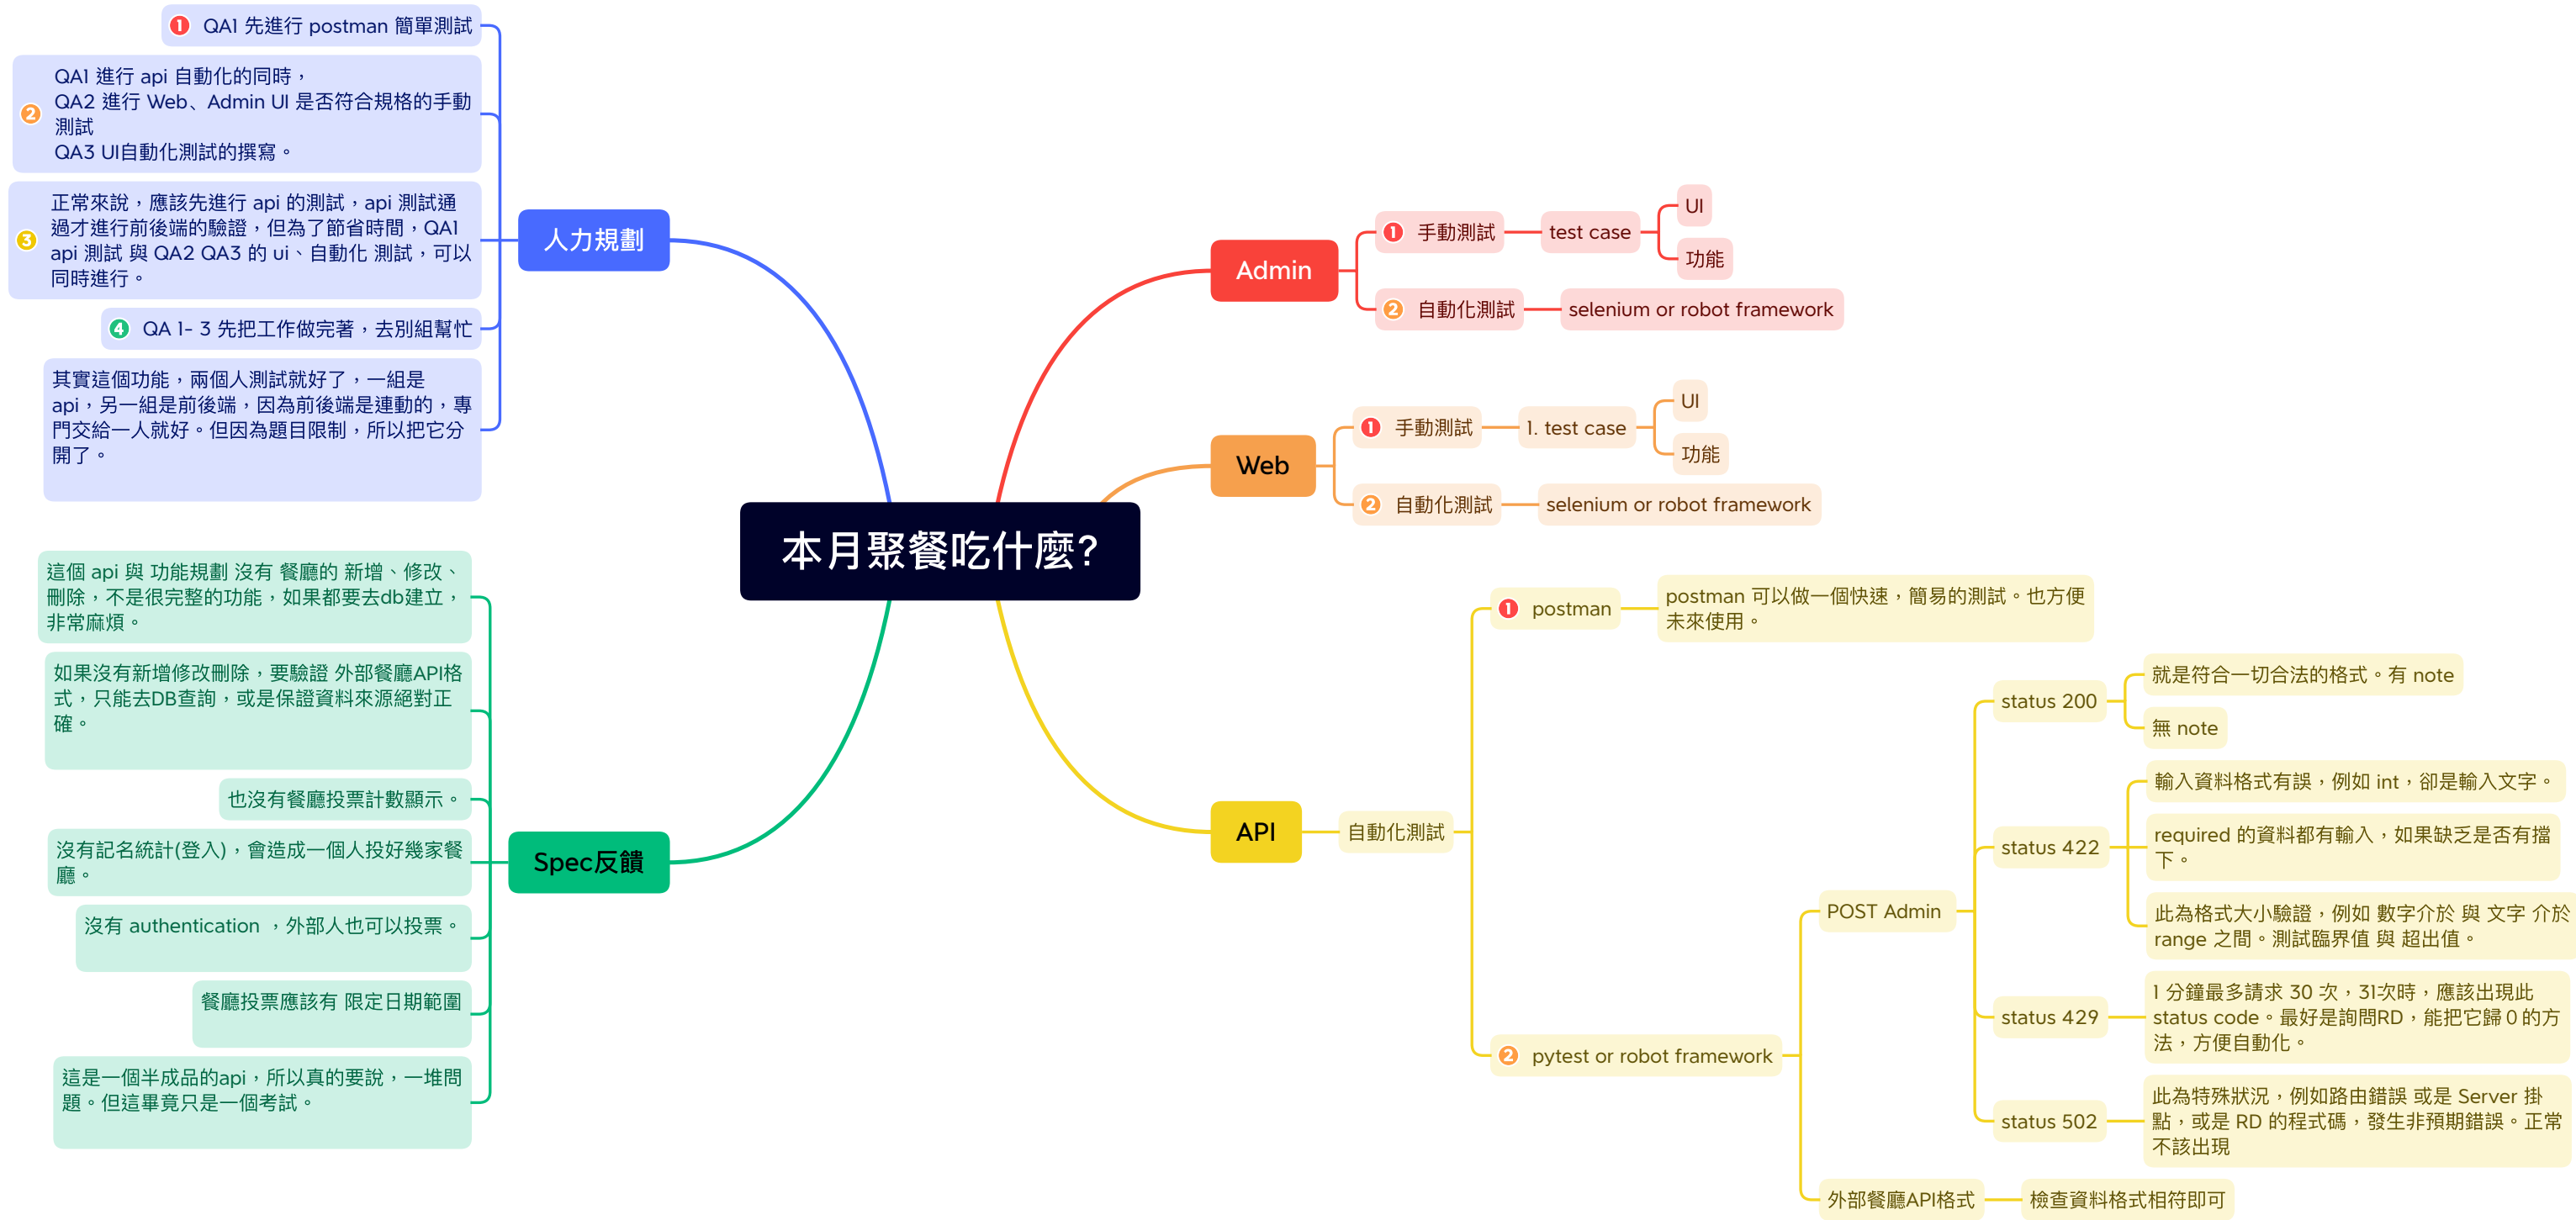 1 QA1 先進行 postman 簡單測試
2 QA1 進行 api 自動化的同時，
QA2 進行 Web、Admin UI 是否符合規格的手動
測試
QA3 UI自動化測試的撰寫。
3 正常來說，應該先進行 api 的測試，api 測試通
過才進行前後端的驗證，但為了節省時間，QA1
api 測試 與 QA2 QA3 的 ui、自動化 測試，可以
同時進行。
4 QA 1- 3 先把工作做完著，去別組幫忙
其實這個功能，兩個人測試就好了，一組是
api，另一組是前後端，因為前後端是連動的，專
門交給一人就好。但因為題目限制，所以把它分
開了。
人力規劃
這個 api 與 功能規劃 沒有 餐廳的 新增、修改、
刪除，不是很完整的功能，如果都要去db建立，
非常麻煩。
如果沒有新增修改刪除，要驗證 外部餐廳API格
式，只能去DB查詢，或是保證資料來源絕對正
確。
也沒有餐廳投票計數顯示。
沒有記名統計(登入)，會造成一個人投好幾家餐
廳。
沒有 authentication ，外部人也可以投票。
餐廳投票應該有 限定日期範圍
這是一個半成品的api，所以真的要說，一堆問
題。但這畢竟只是一個考試。
Spec反饋
本月聚餐吃什麼?
Admin
1 手動測試
test case
UI
功能
2 自動化測試
selenium or robot framework
Web
1 手動測試
1. test case
UI
功能
2 自動化測試
selenium or robot framework
API
自動化測試
1 postman
postman 可以做一個快速，簡易的測試。也方便
未來使用。
2 pytest or robot framework
POST Admin
status 200
就是符合一切合法的格式。有 note
無 note
status 422
輸入資料格式有誤，例如 int，卻是輸入文字。
required 的資料都有輸入，如果缺乏是否有擋
下。
此為格式大小驗證，例如 數字介於 與 文字 介於
range 之間。測試臨界值 與 超出值。
status 429
1 分鐘最多請求 30 次，31次時，應該出現此
status code。最好是詢問RD，能把它歸０的方
法，方便自動化。
status 502
此為特殊狀況，例如路由錯誤 或是 Server 掛
點，或是 RD 的程式碼，發生非預期錯誤。正常
不該出現
外部餐廳API格式
檢查資料格式相符即可